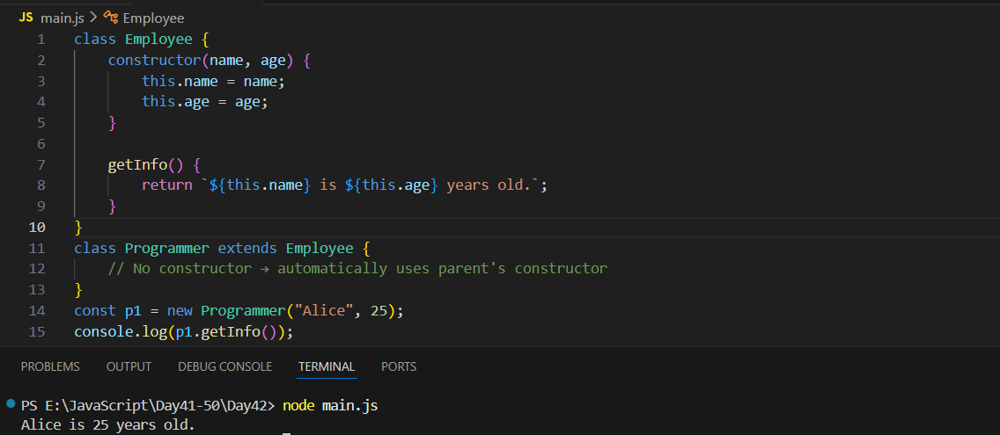 JS main.js > Employee
1 class Employee {
2     constructor(name, age) {
3         this.name = name;
4         this.age = age;
5     }
6
7     getInfo() {
8         return `${this.name} is ${this.age} years old.`;
9     }
10 }
11 class Programmer extends Employee {
12     // No constructor → automatically uses parent's constructor
13 }
14 const p1 = new Programmer("Alice", 25);
15 console.log(p1.getInfo());
PROBLEMS OUTPUT DEBUG CONSOLE TERMINAL PORTS
PS E:\JavaScript\Day41-50\Day42> node main.js
Alice is 25 years old.